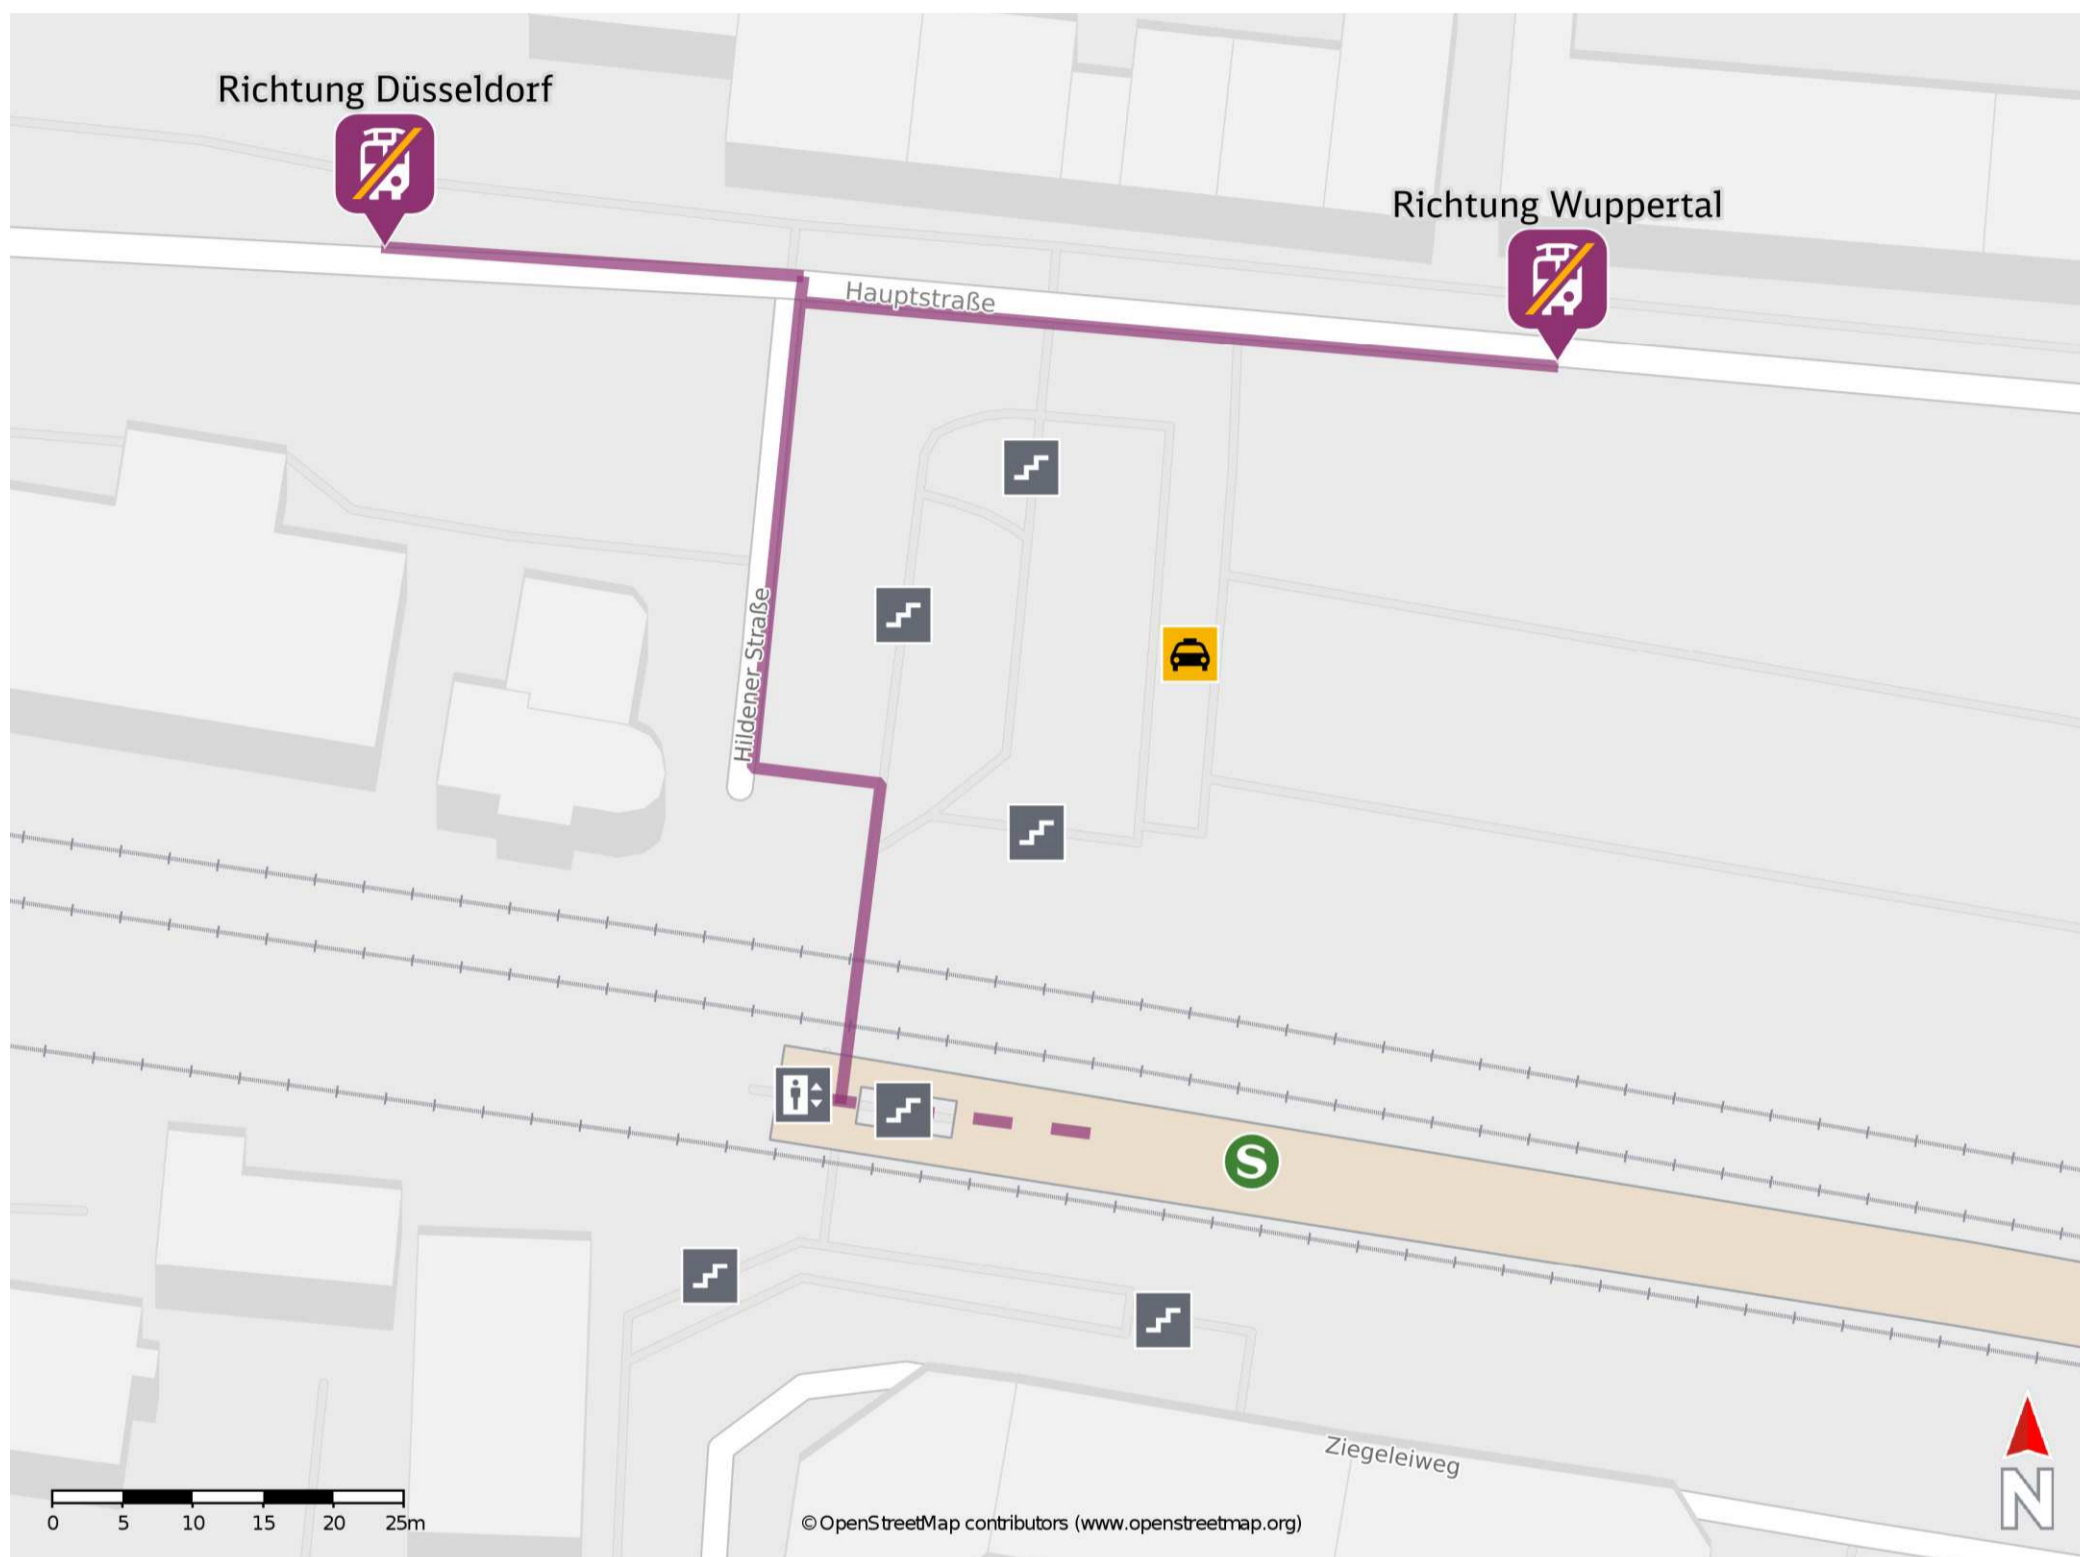 Richtung Düsseldorf
Richtung Wuppertal
Hauptstraße
Hildener Straße
S
Ziegeleiweg
0 5 10 15 20 25m
© OpenStreetMap contributors (www.openstreetmap.org)
N